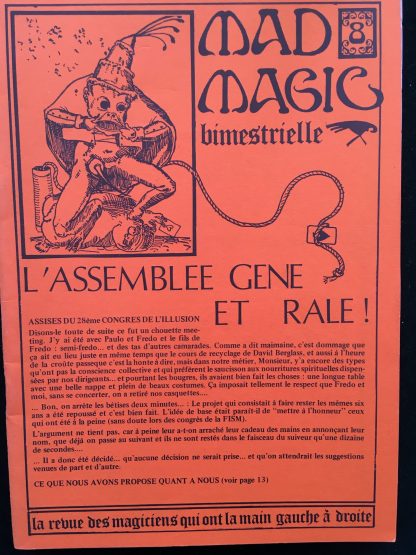 MAD
8
MAGIC
bimestrielle
L'ASSEMBLEE GENE
ET RALE !
ASSISES DU 28ème CONGRES DE L'ILLUSION
Disons-le toute de suite ce fut un chouette mee-
ting. J'y ai été avec Paulo et Fredo et le fils de
Fredo : semi-fredo... et des tas d'autres camarades. Comme a dit maimaine, c'est dommage que
ça ait eu lieu juste en même temps que le cours de recyclage de David Berglass, et aussi à l'heure
de la croûte passque c'est la honte à dire, mais dans notre métier, Monsieur, y'a encore des types
qu'ont pas la conscience collective et qui préfèrent le saucisson aux nourritures spirituelles dispen-
sées par nos dirigeants... et pourtant les bougres, ils avaient bien fait les choses : une longue table
avec une belle nappe et plein de beaux costumes. Ça imposait tellement le respect que Fredo et
moi, sans se concerter, on a retiré nos casquettes....
... Bon, on arrête les bêtises deux minutes... : Le projet qui consistait à faire rester les mêmes six
ans a été repoussé et c'est bien fait. L'idée de base était paraît-il de "mettre à l'honneur" ceux
qui ont été à la peine (sans doute lors des congrès de la FISM).
L'argument ne tient pas, car à peine leur a-t-on arraché leur cadeau des mains en annonçant leur
nom, que déjà on passe au suivant et ils ne sont restés dans le faisceau du suiveur qu'une dizaine
de secondes....
... Il a donc été décidé... qu'aucune décision ne serait prise... et qu'on attendrait les suggestions
venues de part et d'autre.
CE QUE NOUS AVONS PROPOSE QUANT A NOUS (voir page 13)
la revue des magiciens qui ont la main gauche à droite